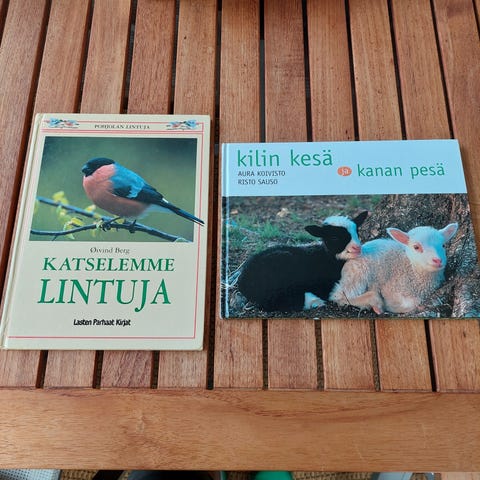 POHJOLAN LINTUJA
Øivind Berg
KATSELEMME
LINTUJA
Lasten Parhaat Kirjat
kilin kesä
ja kanan pesä
AURA KOIVISTO
RISTO SAUSO